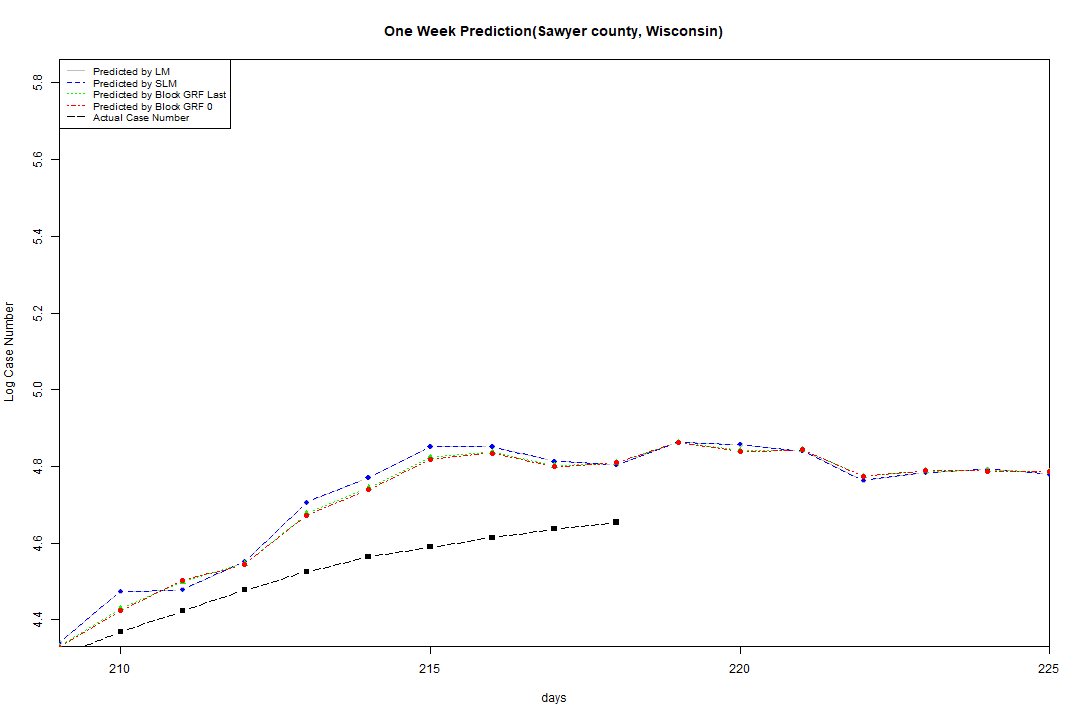 One Week Prediction(Sawyer county, Wisconsin)
Predicted by LM
Predicted by SLM
Predicted by Block GRF Last
Predicted by Block GRF 0
Actual Case Number
5.8
5.6
5.4
5.2
5.0
4.8
4.6
4.4
Log Case Number
210 215 220 225
days